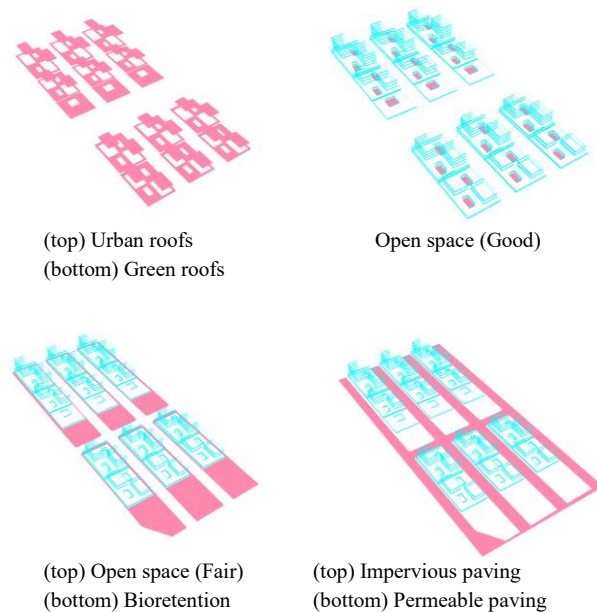 (top) Urban roofs
(bottom) Green roofs
Open space (Good)
(top) Open space (Fair)
(bottom) Bioretention
(top) Impervious paving
(bottom) Permeable paving